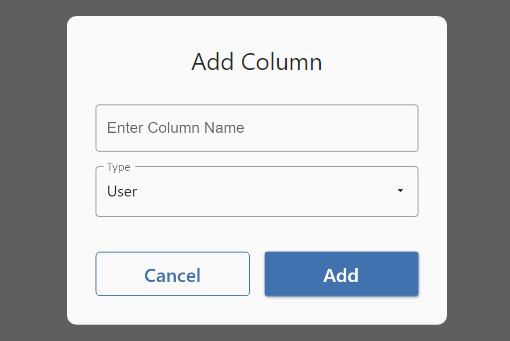 Add Column
Enter Column Name
Type
User
Cancel
Add